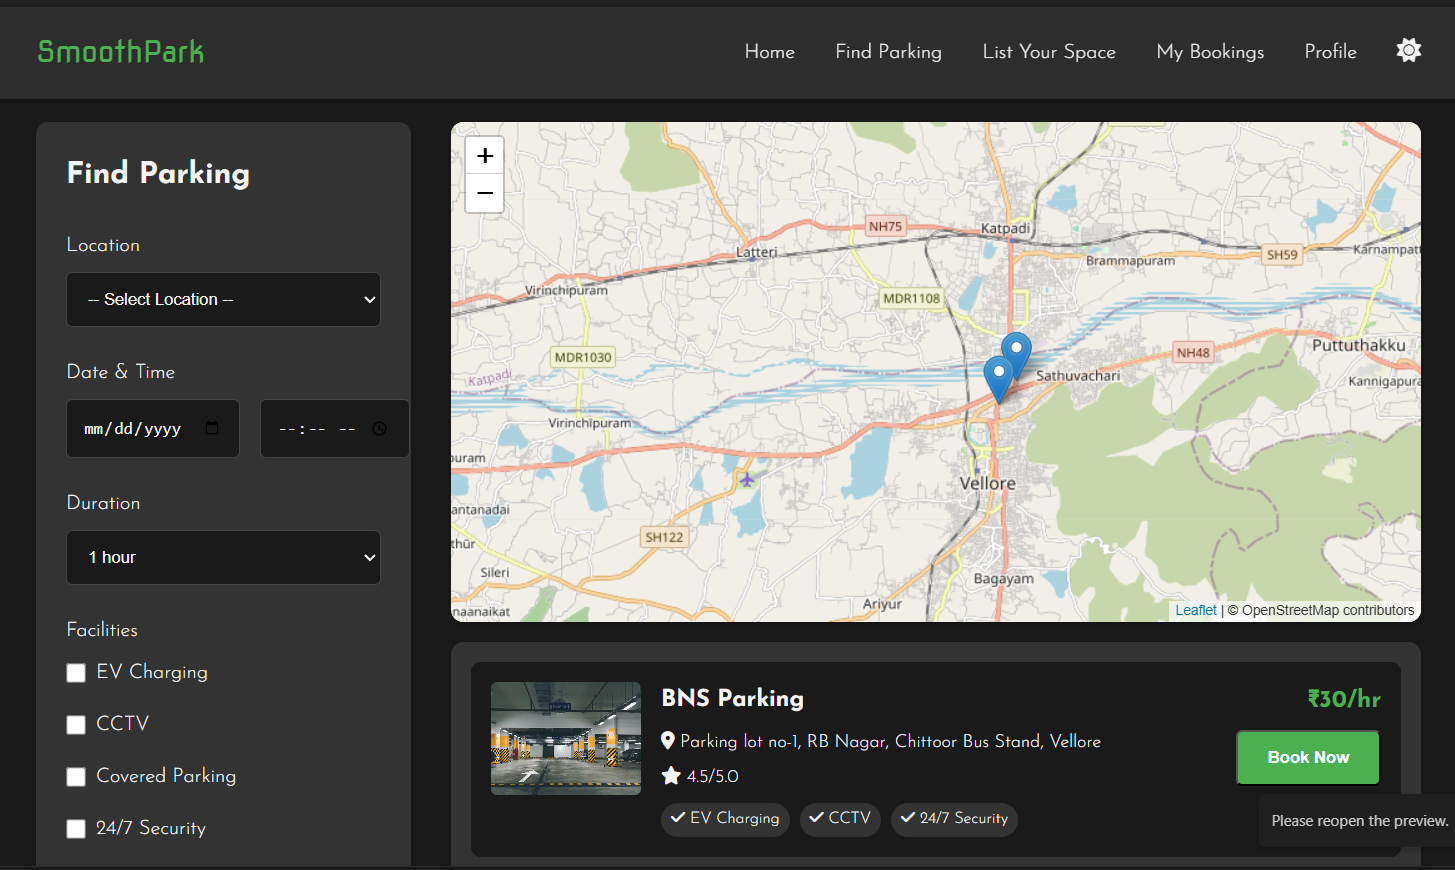 SmoothPark
Home
Find Parking
List Your Space
My Bookings
Profile
Find Parking
Location
-- Select Location --
Date & Time
mm/dd/yyyy
--:-- --
Duration
1 hour
Facilities
EV Charging
CCTV
Covered Parking
24/7 Security
+
−
NH75
Katpadi
Latteri
SH59
Karnampatt
Brammapuram
Virinchipuram
MDR1108
MDR1030
NH48
Puttuthakku
Katpadi
Sathuvachari
Kannigapura
Virinchipuram
puram
Vellore
antanadai
SH122
thūr
Sileri
Bagayam
Ariyur
naanaikat
Leaflet | © OpenStreetMap contributors
BNS Parking
₹30/hr
Parking lot no-1, RB Nagar, Chittoor Bus Stand, Vellore
Book Now
4.5/5.0
EV Charging
CCTV
24/7 Security
Please reopen the preview.